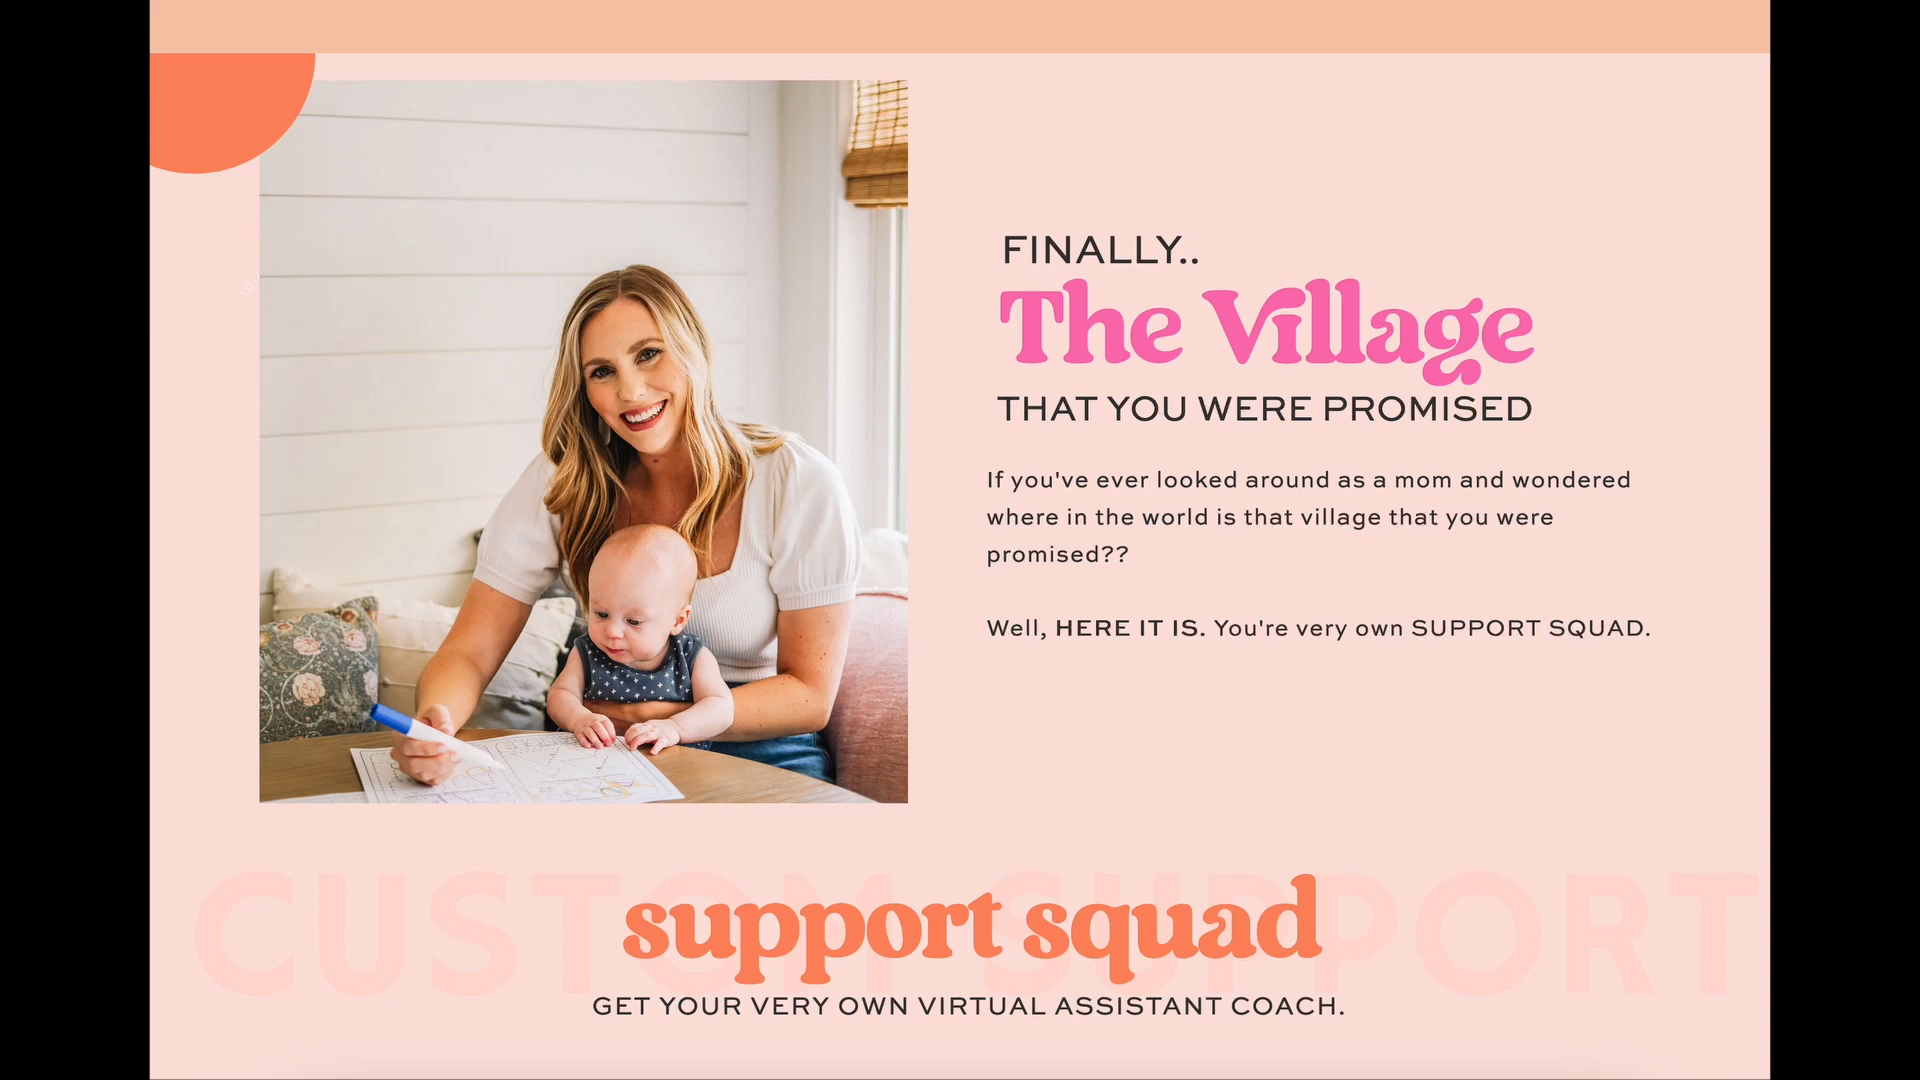 FINALLY..
The Village
THAT YOU WERE PROMISED
If you've ever looked around as a mom and wondered
where in the world is that village that you were
promised??
Well, HERE IT IS. You're very own SUPPORT SQUAD.
CUSTOM SUPPORT
support squad
GET YOUR VERY OWN VIRTUAL ASSISTANT COACH.